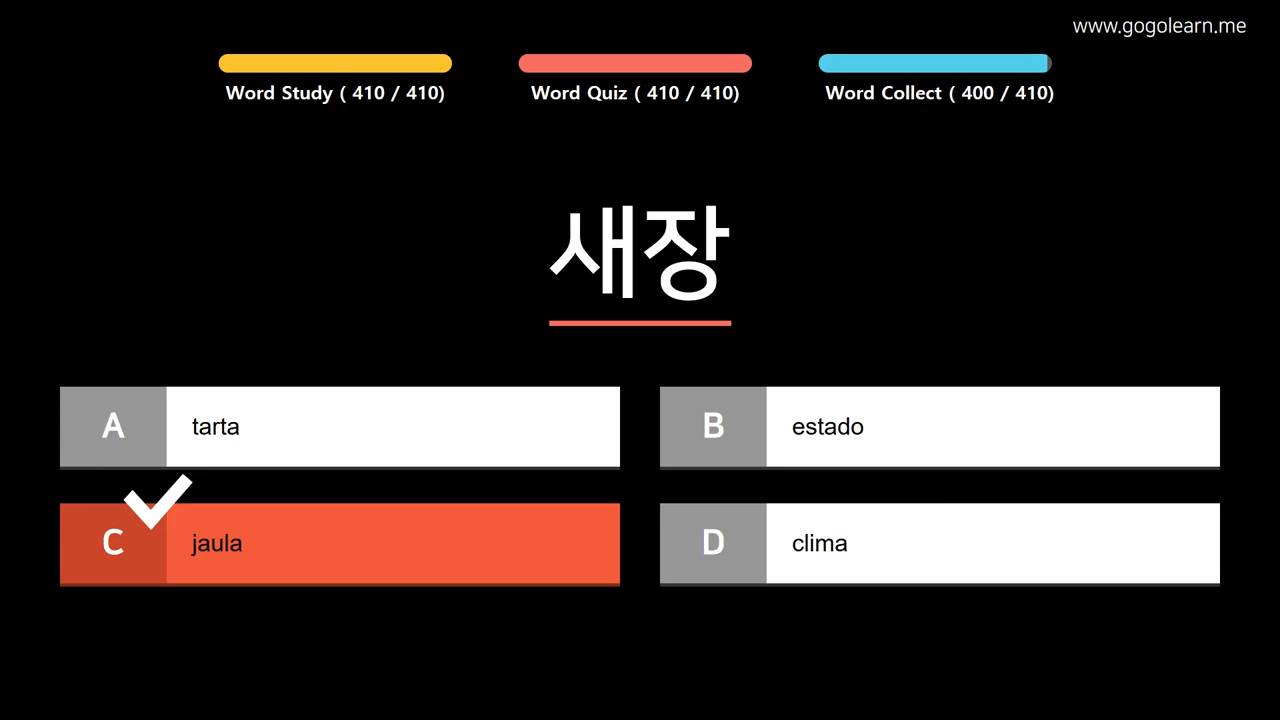 www.gogolearn.me
Word Study ( 410 / 410)
Word Quiz ( 410 / 410)
Word Collect ( 400 / 410)
새장
A tarta
B estado
C jaula
D clima